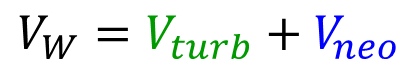 V_W = V_turb + V_neo